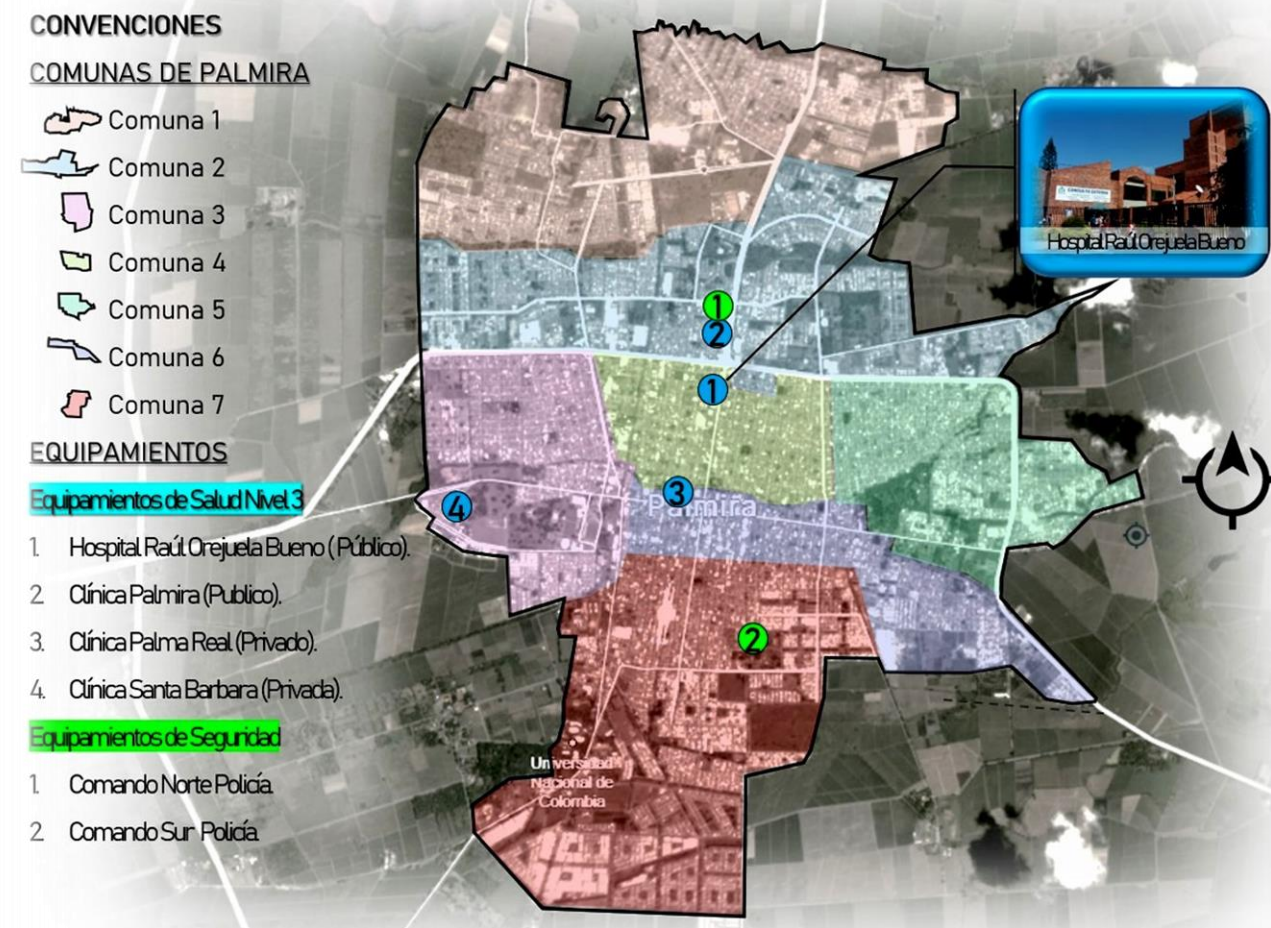 CONVENCIONES
COMUNAS DE PALMIRA
Comuna 1
Comuna 2
Comuna 3
Comuna 4
Comuna 5
Comuna 6
Comuna 7
EQUIPAMIENTOS
Equipamientos de Salud Nivel 3
1. Hospital Raúl Orejuela Bueno (Público).
2. Clínica Palmira (Publico).
3. Clínica Palma Real (Privado).
4. Clínica Santa Barbara (Privada).
Equipamientos de Seguridad
1. Comando Norte Policía.
2. Comando Sur Policía.
Hospital Raúl Orejuela Bueno
1
2
1
3
Palmira
4
2
Universidad
Nacional de
Colombia